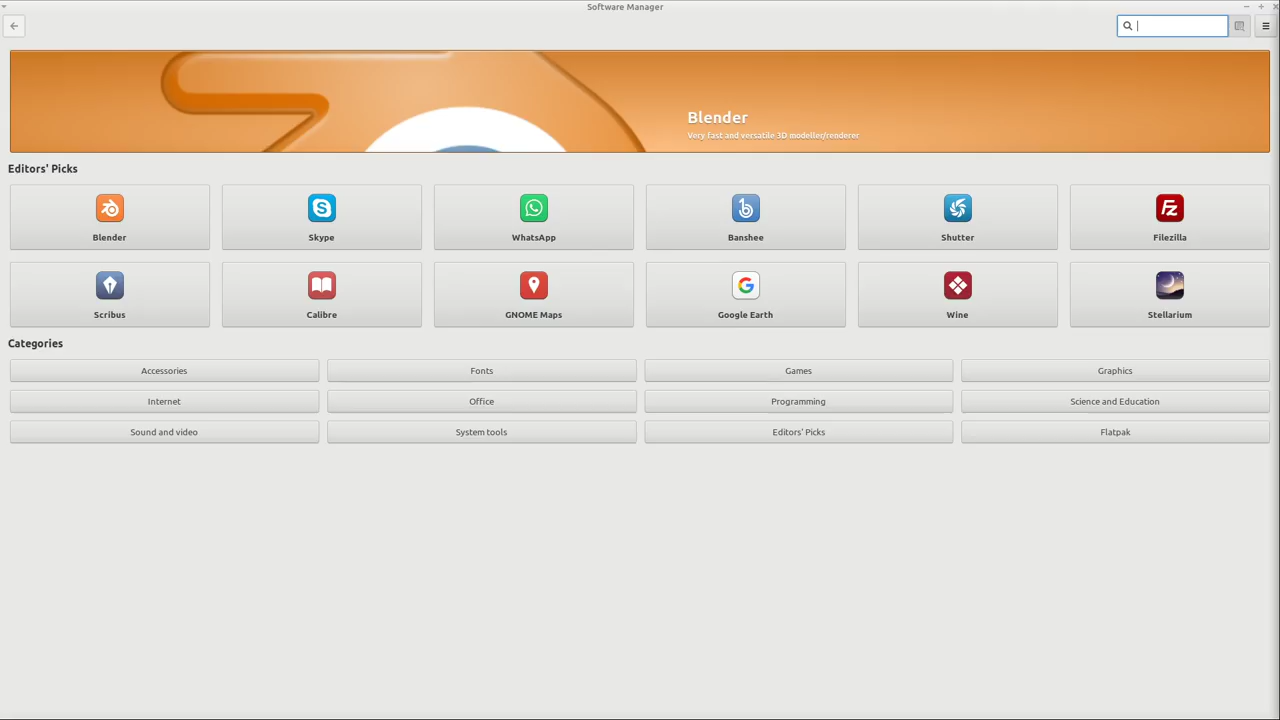 Software Manager
Blender
Very fast and versatile 3D modeller/renderer
Editors' Picks
Blender
Skype
WhatsApp
Banshee
Shutter
Filezilla
Scribus
Calibre
GNOME Maps
Google Earth
Wine
Stellarium
Categories
Accessories
Fonts
Games
Graphics
Internet
Office
Programming
Science and Education
Sound and video
System tools
Editors' Picks
Flatpak